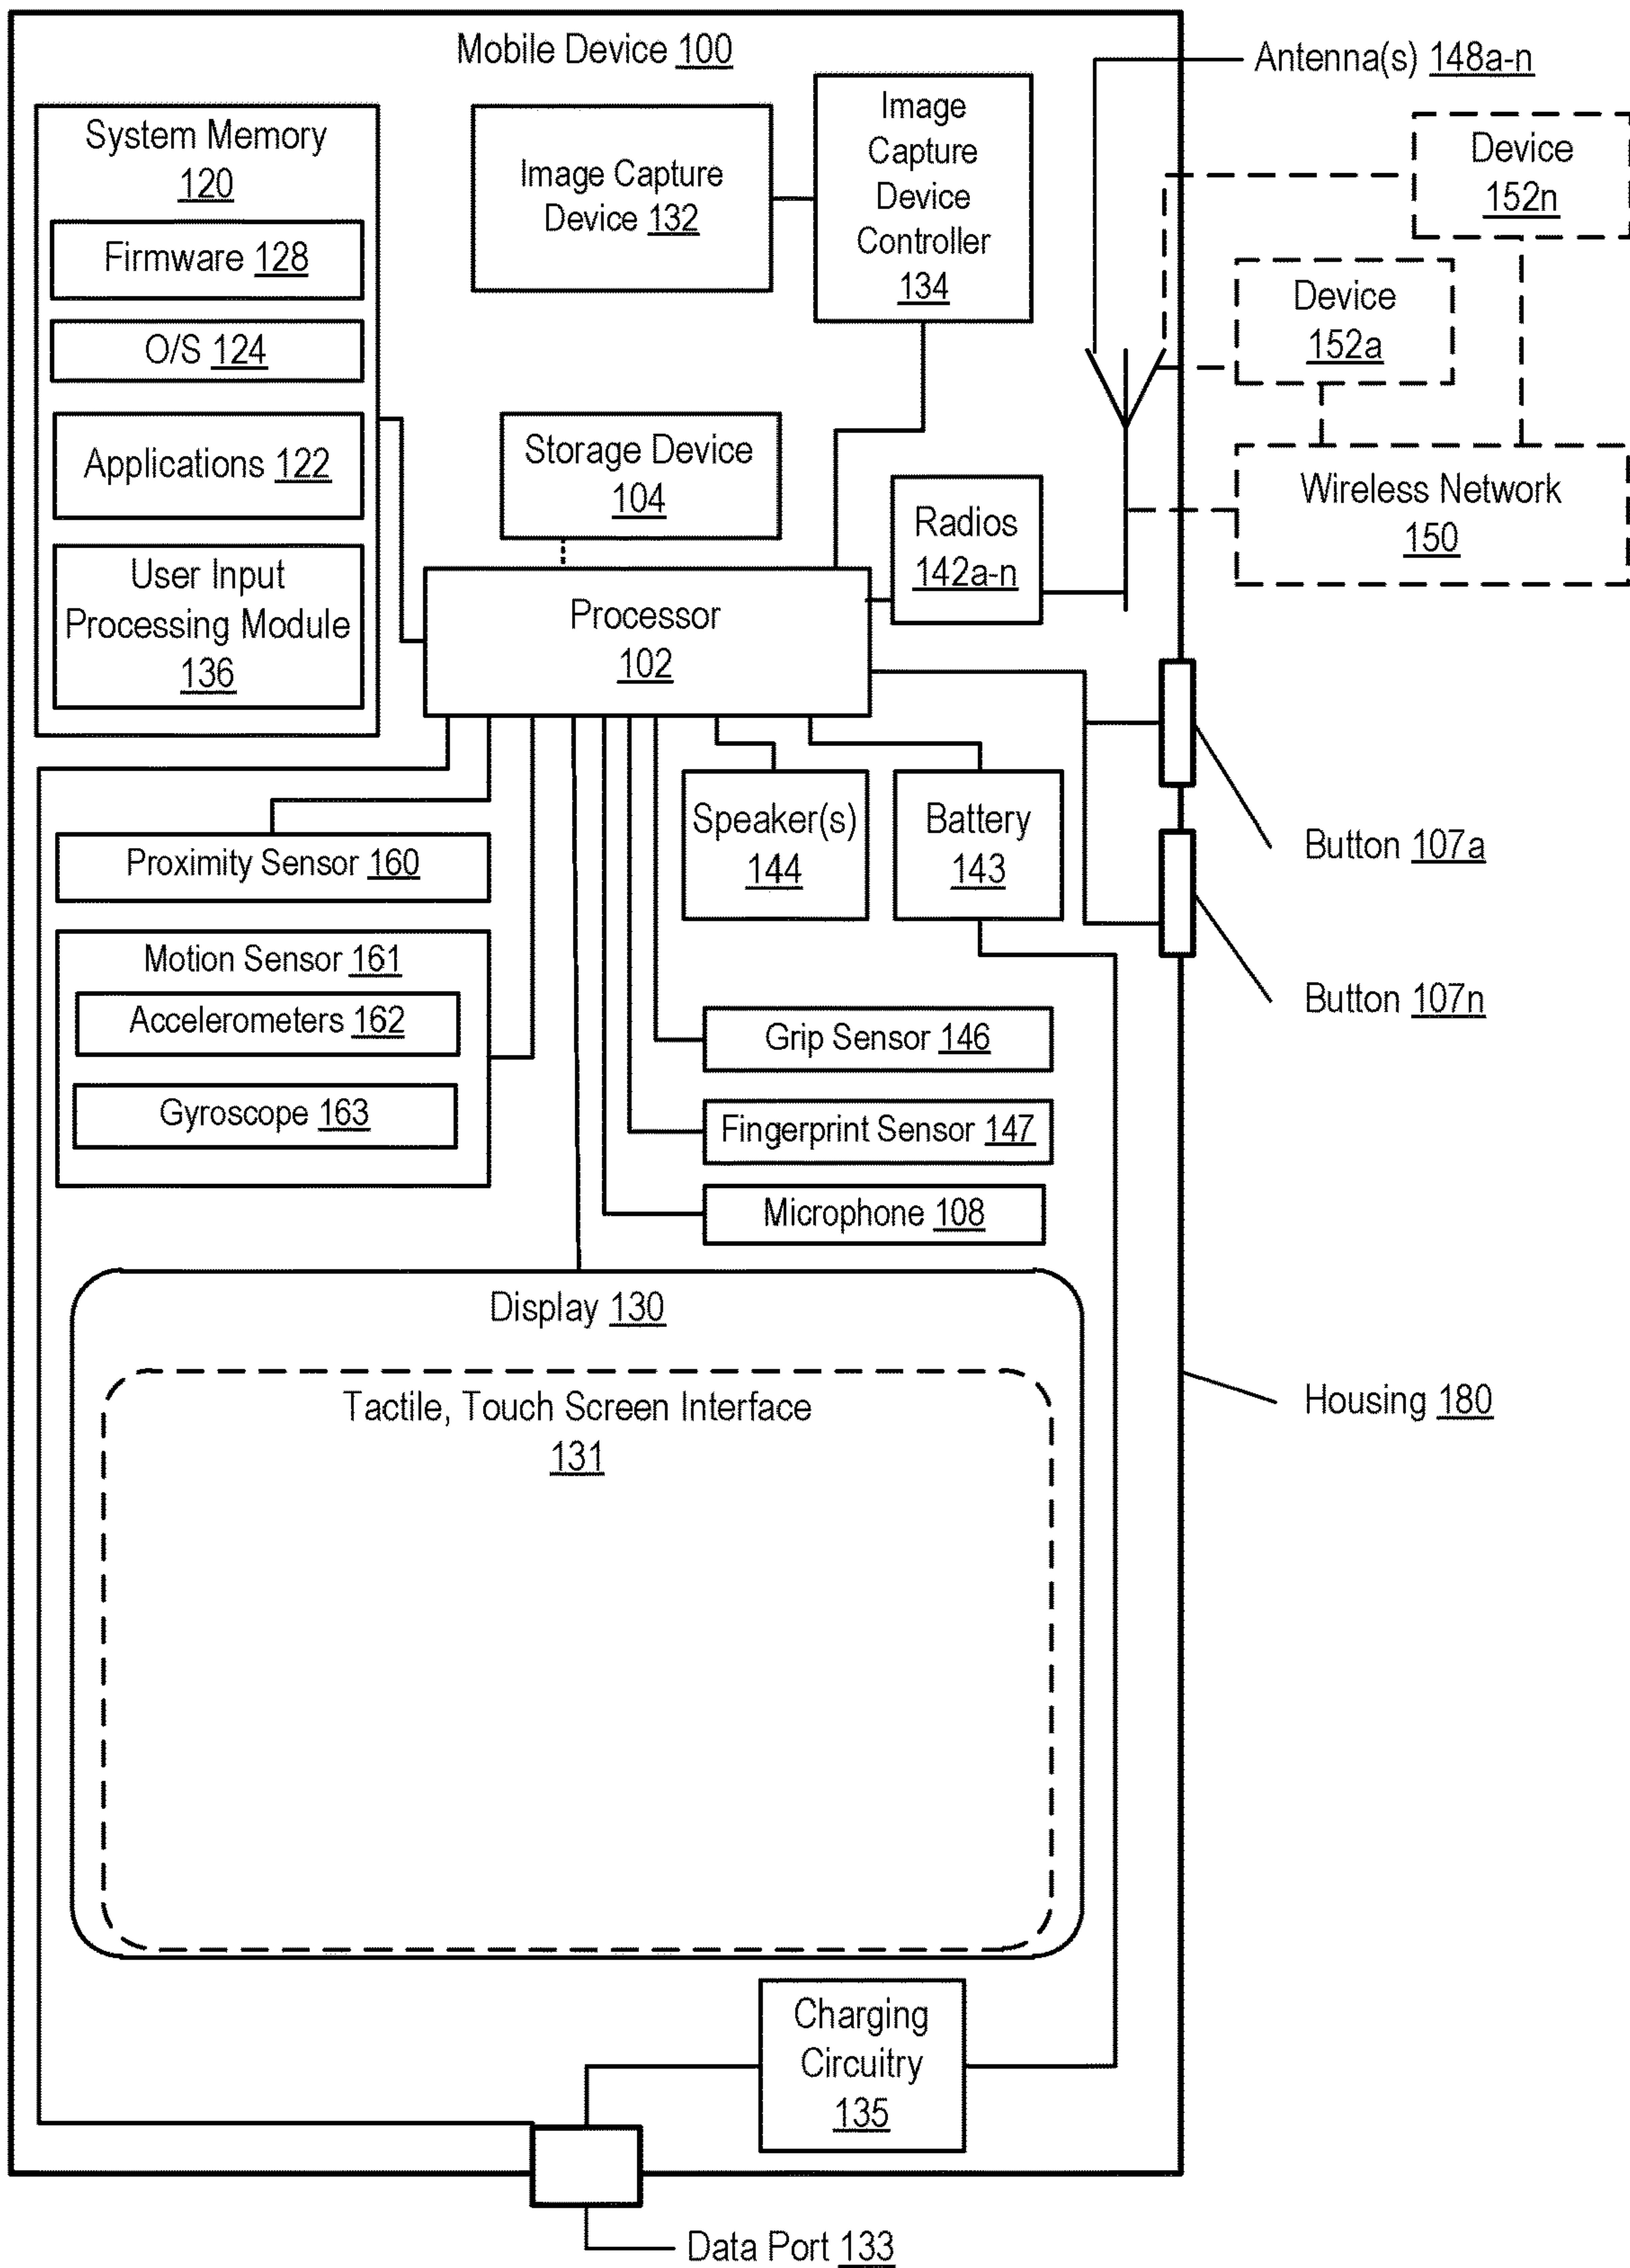 Mobile Device 100
Antenna(s) 148a-n
System Memory
120
Firmware 128
O/S 124
Applications 122
User Input
Processing Module
136
Image Capture
Device 132
Image
Capture
Device
Controller
134
Device
152n
Device
152a
Wireless Network
150
Storage Device
104
Radios
142a-n
Processor
102
Proximity Sensor 160
Speaker(s)
144
Battery
143
Button 107a
Button 107n
Motion Sensor 161
Accelerometers 162
Gyroscope 163
Grip Sensor 146
Fingerprint Sensor 147
Microphone 108
Display 130
Tactile, Touch Screen Interface
131
Housing 180
Charging
Circuitry
135
Data Port 133